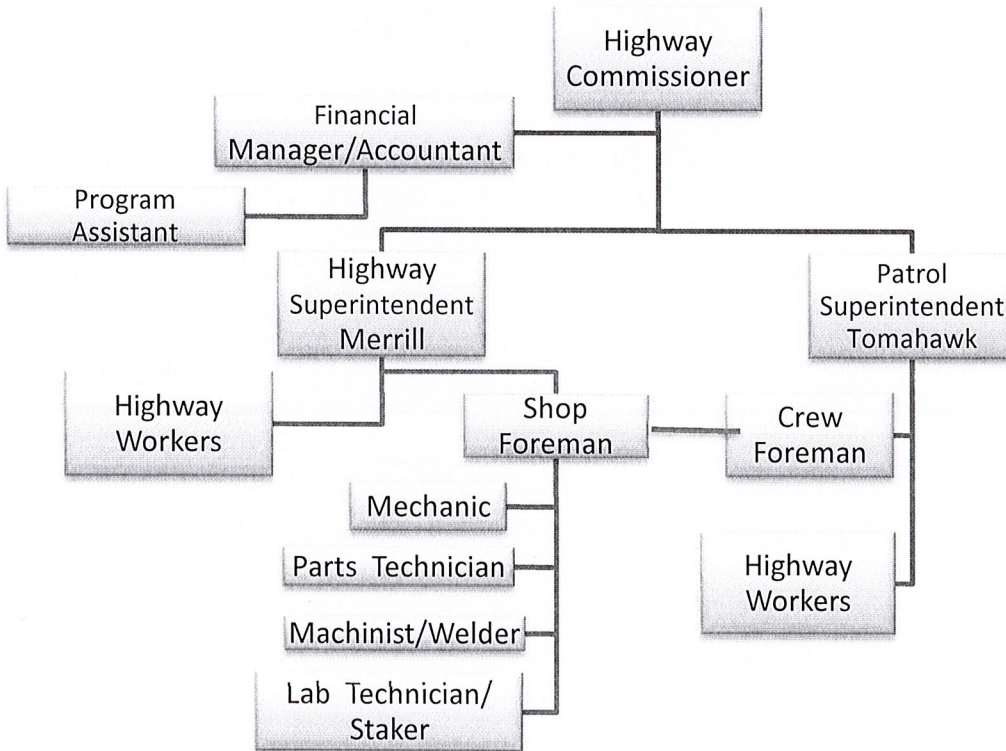 Highway
Commissioner
Financial
Manager/Accountant
Program
Assistant
Highway
Superintendent
Merrill
Patrol
Superintendent
Tomahawk
Highway
Workers
Shop
Foreman
Crew
Foreman
Mechanic
Parts Technician
Highway
Workers
Machinist/Welder
Lab Technician/
Staker